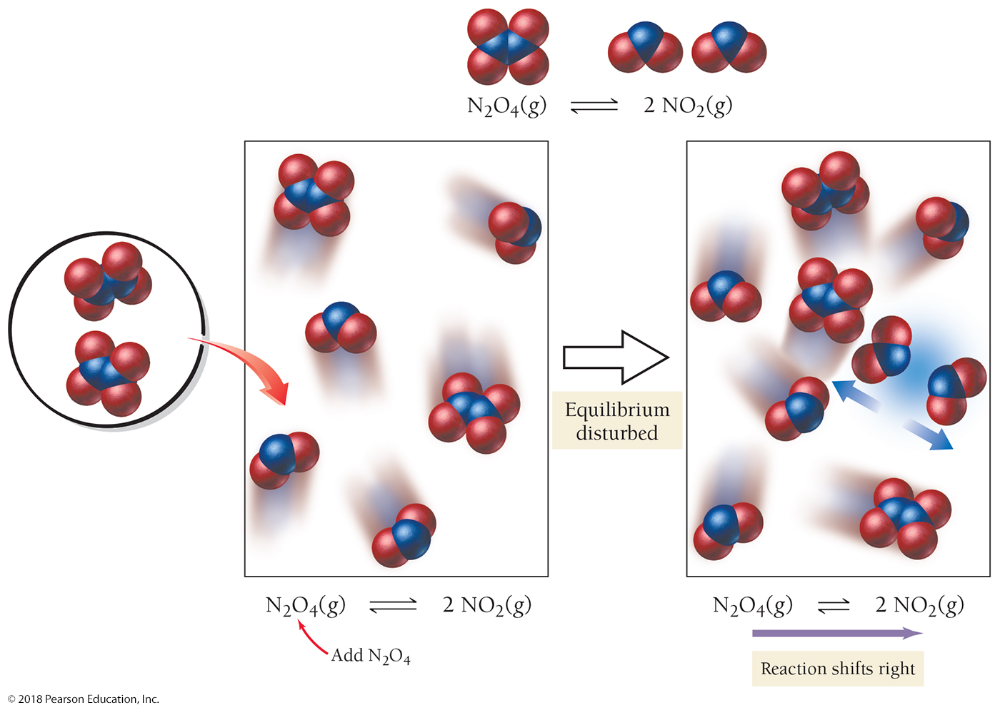 N₂O₄(g) ⇌ 2 NO₂(g)
Equilibrium
disturbed
N₂O₄(g) ⇌ 2 NO₂(g)
Add N₂O₄
N₂O₄(g) ⇌ 2 NO₂(g)
Reaction shifts right
© 2018 Pearson Education, Inc.